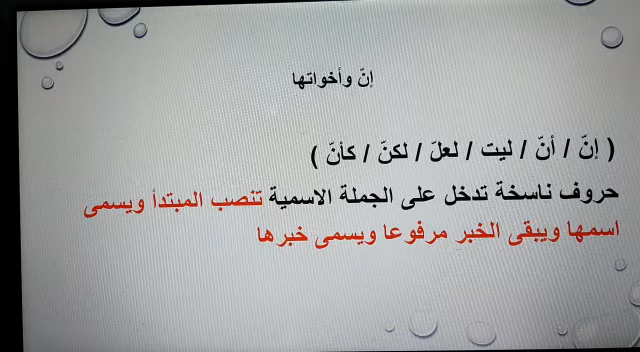 إنّ وأخواتها
( إنّ / أنّ / ليت / لعلّ / لكنّ / كأنّ )
حروف ناسخة تدخل على الجملة الاسمية تنصب المبتدأ ويسمى
اسمها ويبقى الخبر مرفوعا ويسمى خبرها